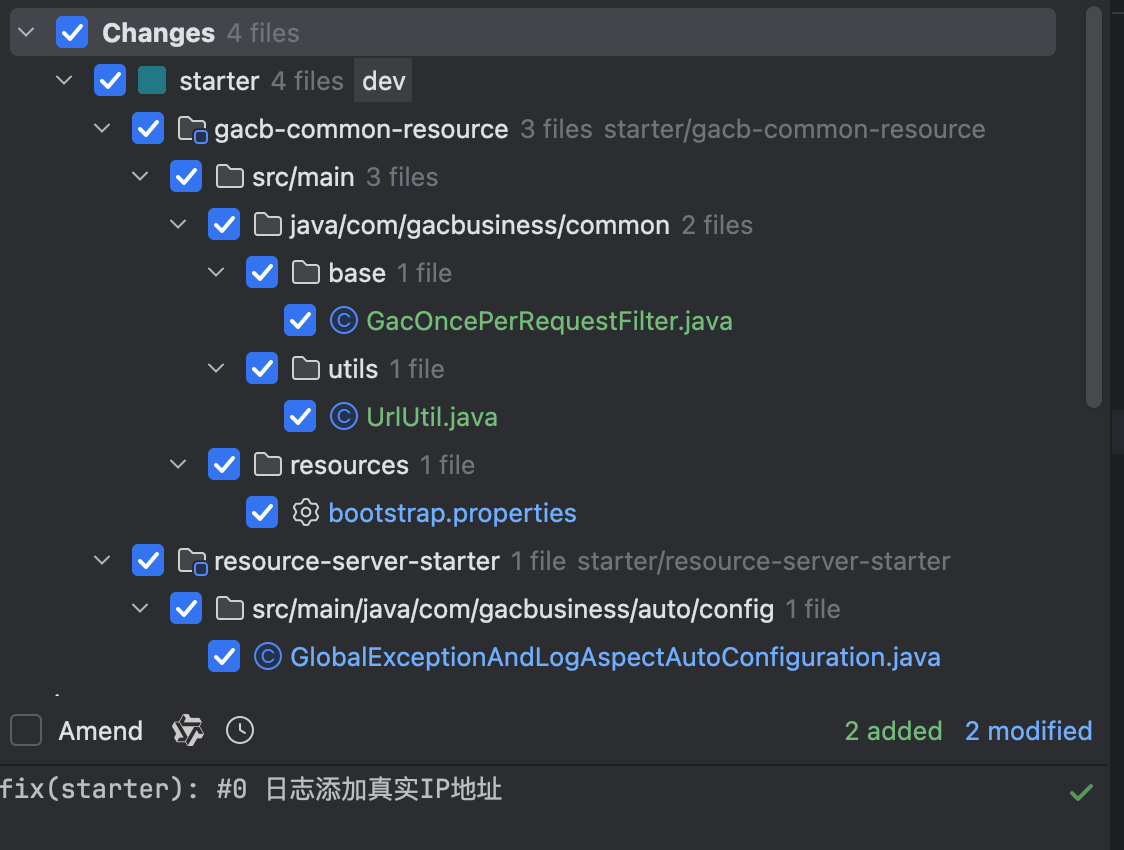 Changes 4 files
starter 4 files dev
gacb-common-resource 3 files starter/gacb-common-resource
src/main 3 files
java/com/gacbusiness/common 2 files
base 1 file
GacOncePerRequestFilter.java
utils 1 file
UrlUtil.java
resources 1 file
bootstrap.properties
resource-server-starter 1 file starter/resource-server-starter
src/main/java/com/gacbusiness/auto/config 1 file
GlobalExceptionAndLogAspectAutoConfiguration.java
Amend 2 added 2 modified
fix(starter): #0 日志添加真实IP地址